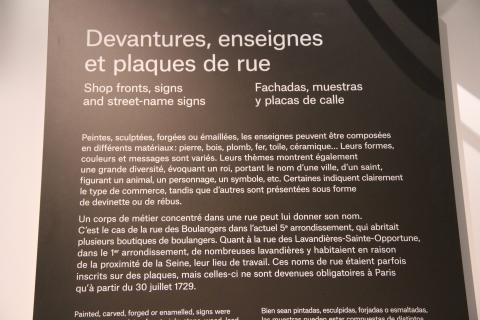 Devantures, enseignes
et plaques de rue
Shop fronts, signs
and street-name signs
Fachadas, muestras
y placas de calle
Peintes, sculptées, forgées ou émaillées, les enseignes peuvent être composées
en différents matériaux : pierre, bois, plomb, fer, toile, céramique... Leurs formes,
couleurs et messages sont variés. Leurs thèmes montrent également
une grande diversité, évoquant un roi, portant le nom d'une ville, d'un saint,
figurant un animal, un personnage, un symbole, etc. Certaines indiquent clairement
le type de commerce, tandis que d'autres sont présentées sous forme
de devinette ou de rébus.
Un corps de métier concentré dans une rue peut lui donner son nom.
C'est le cas de la rue des Boulangers dans l'actuel 5e arrondissement, qui abritait
plusieurs boutiques de boulangers. Quant à la rue des Lavandières-Sainte-Opportune,
dans le 1er arrondissement, de nombreuses lavandières y habitaient en raison
de la proximité de la Seine, leur lieu de travail. Ces noms de rue étaient parfois
inscrits sur des plaques, mais celles-ci ne sont devenues obligatoires à Paris
qu'à partir du 30 juillet 1729.
Painted, carved, forged or enamelled, signs were
Bien sean pintadas, esculpidas, forjadas o esmaltadas,